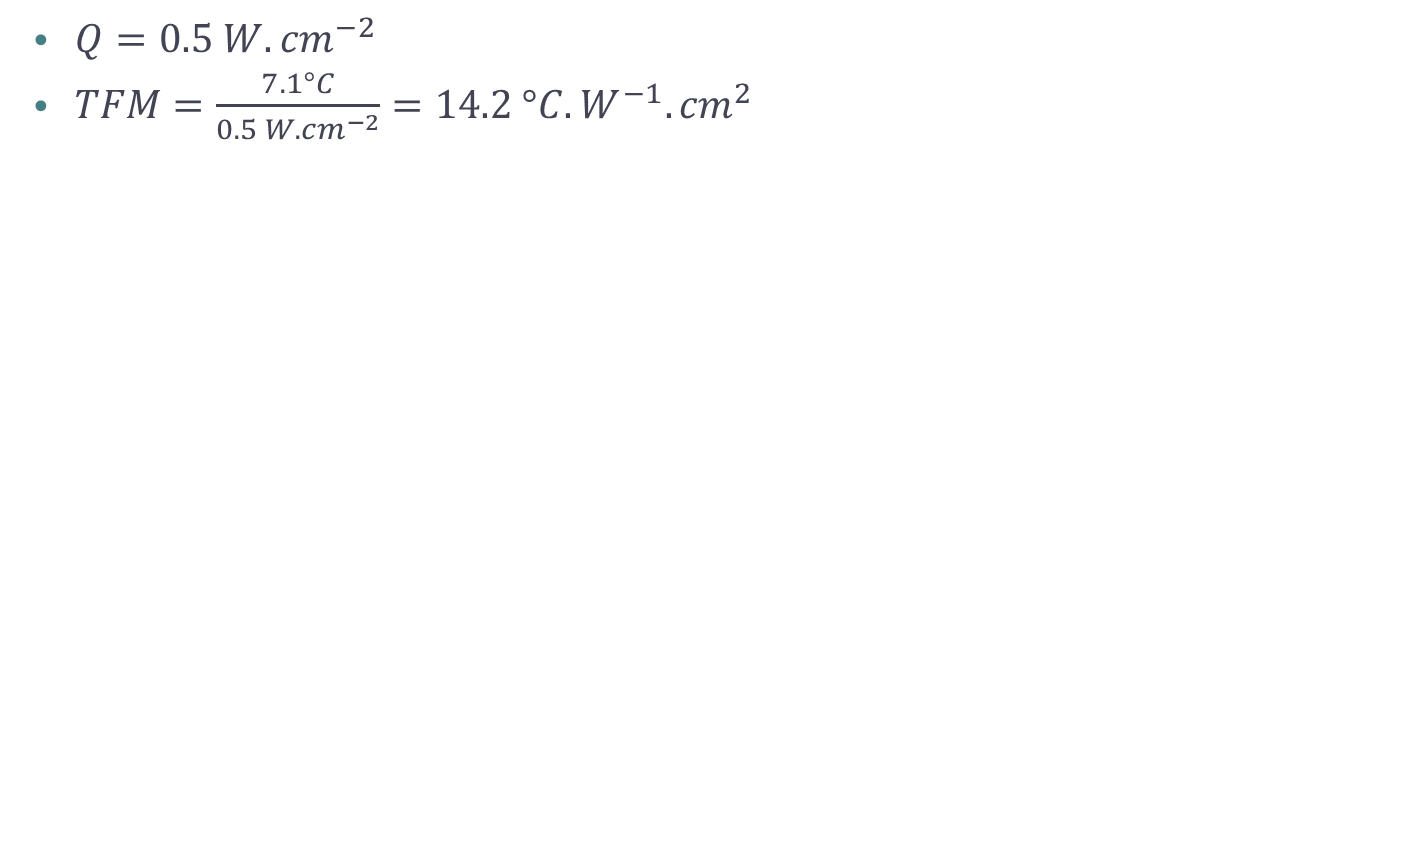 • Q = 0.5 W.cm⁻²
• TFM = 7.1°C / 0.5 W.cm⁻² = 14.2 °C.W⁻¹.cm²